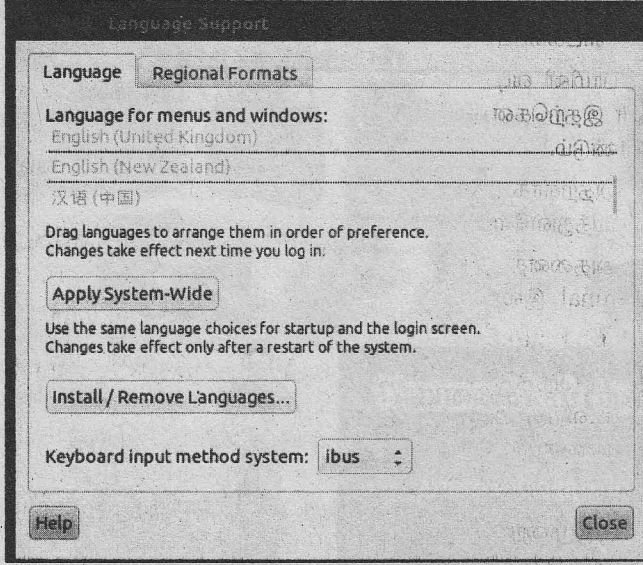 Language Support
Language Regional Formats
Language for menus and windows:
English (United Kingdom)
English (New Zealand)
汉语 (中国)
Drag languages to arrange them in order of preference.
Changes take effect next time you log in.
Apply System-Wide
Use the same language choices for startup and the login screen.
Changes take effect only after a restart of the system.
Install / Remove Languages...
Keyboard input method system: ibus
Help Close